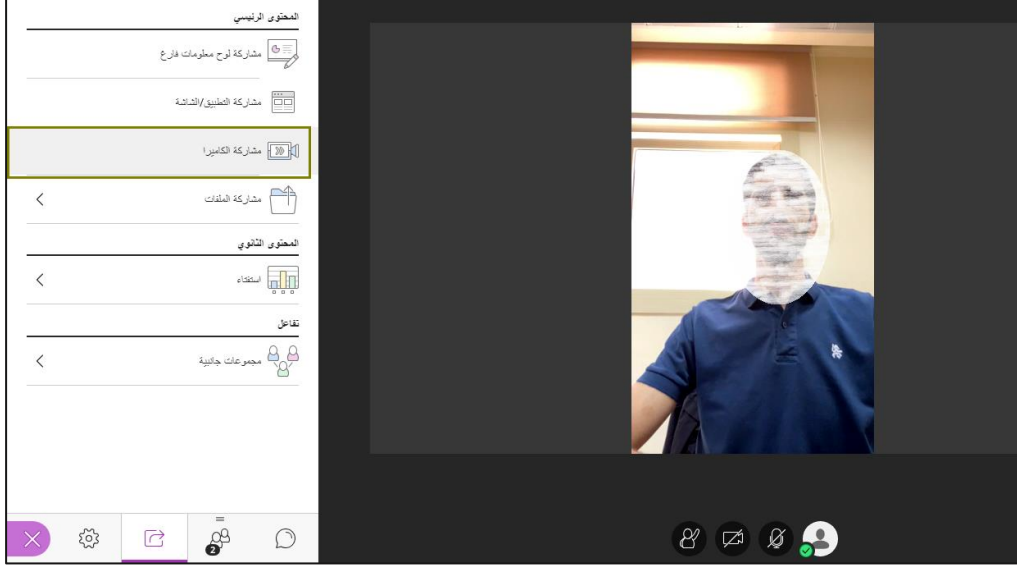 المحتوى الرئيسي
مشاركة لوح معلومات فارغ
مشاركة التطبيق/الشاشة
مشاركة الكاميرا
مشاركة الملفات
المحتوى الثانوي
استفتاء
تفاعل
مجموعات جانبية
2